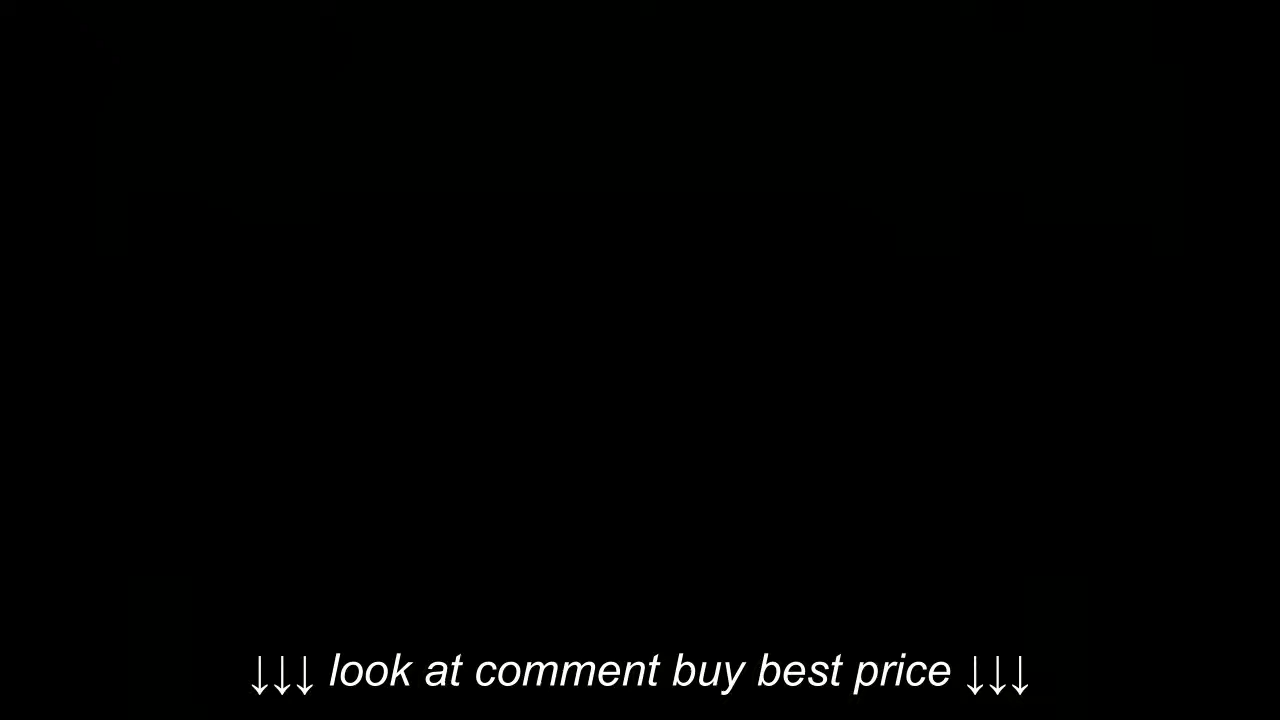 ↓↓↓ look at comment buy best price ↓↓↓